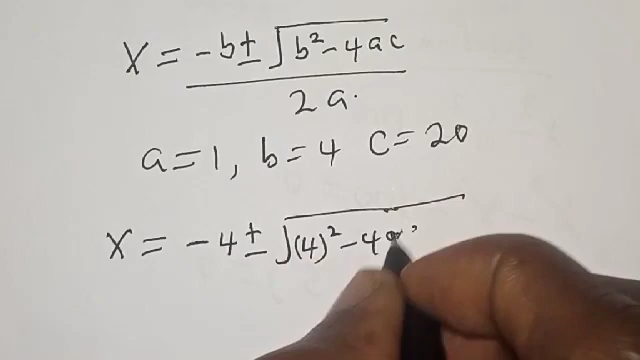 X = -b ± √b² - 4ac
2a.
a = 1, b = 4 c = 20
X = -4 ± √(4)² - 4